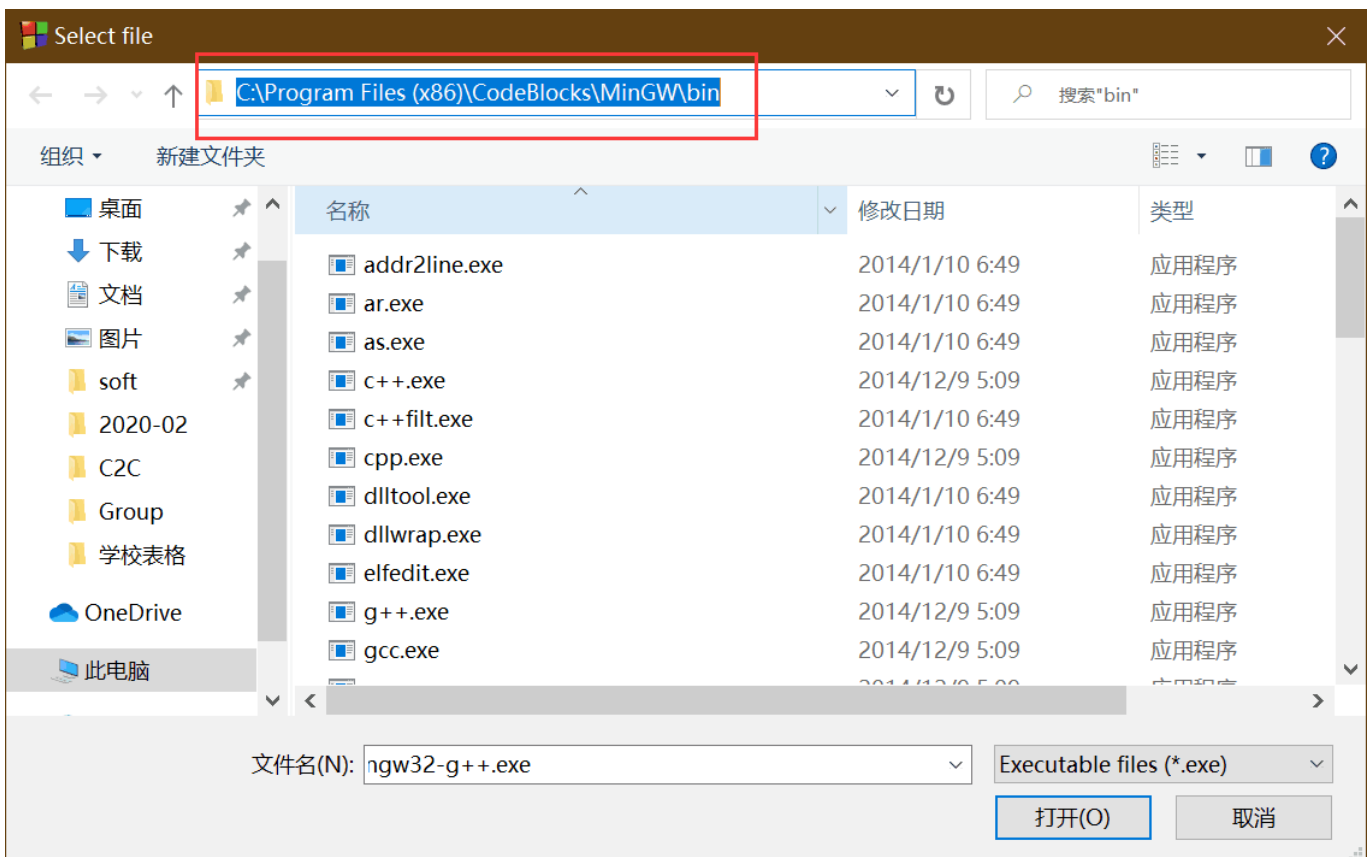 Select file
C:\Program Files (x86)\CodeBlocks\MinGW\bin
搜索"bin"
组织
新建文件夹
?
桌面
下载
文档
图片
soft
2020-02
C2C
Group
学校表格
OneDrive
此电脑
名称 修改日期 类型
addr2line.exe 2014/1/10 6:49 应用程序
ar.exe 2014/1/10 6:49 应用程序
as.exe 2014/1/10 6:49 应用程序
c++.exe 2014/12/9 5:09 应用程序
c++filt.exe 2014/1/10 6:49 应用程序
cpp.exe 2014/12/9 5:09 应用程序
dlltool.exe 2014/1/10 6:49 应用程序
dllwrap.exe 2014/1/10 6:49 应用程序
elfedit.exe 2014/1/10 6:49 应用程序
g++.exe 2014/12/9 5:09 应用程序
gcc.exe 2014/12/9 5:09 应用程序
文件名(N): ngw32-g++.exe Executable files (*.exe)
打开(O) 取消